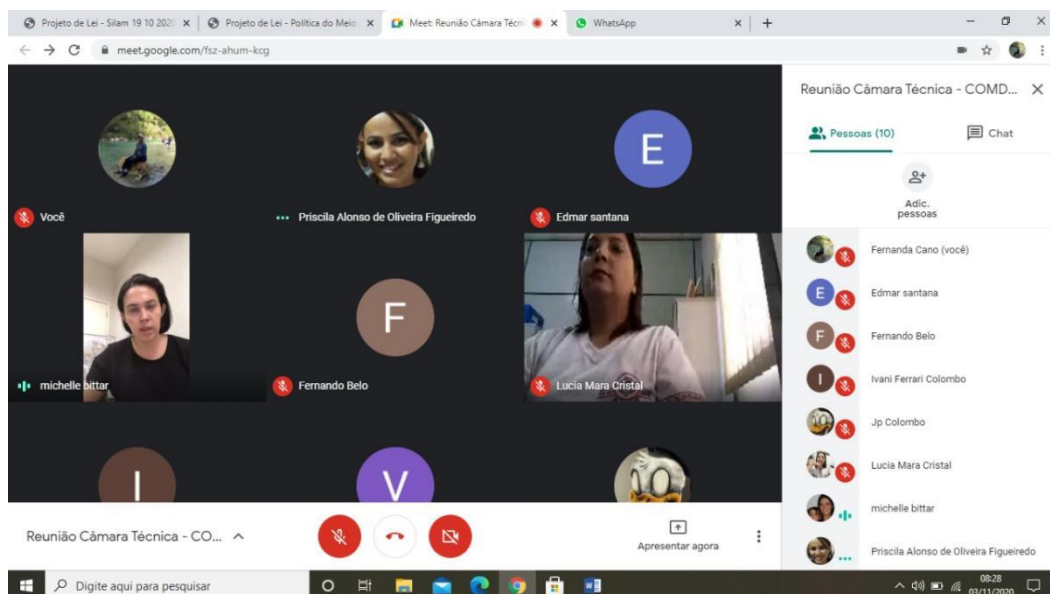 Projeto de Lei - Silam 19 10 202
Projeto de Lei - Política do Meio
Meet: Reunião Câmara Técni
WhatsApp
meet.google.com/fsz-ahum-kcg
Você
Priscila Alonso de Oliveira Figueiredo
E
Edmar santana
michelle bittar
F
Fernando Belo
Lucia Mara Cristal
I
V
Reunião Câmara Técnica - CO...
Apresentar agora
Reunião Câmara Técnica - COMD...
Pessoas (10)
Chat
Adic.
pessoas
Fernanda Cano (você)
E
Edmar santana
F
Fernando Belo
I
Ivani Ferrari Colombo
Jp Colombo
Lucia Mara Cristal
michelle bittar
Priscila Alonso de Oliveira Figueiredo
Digite aqui para pesquisar
08:28
03/11/2020